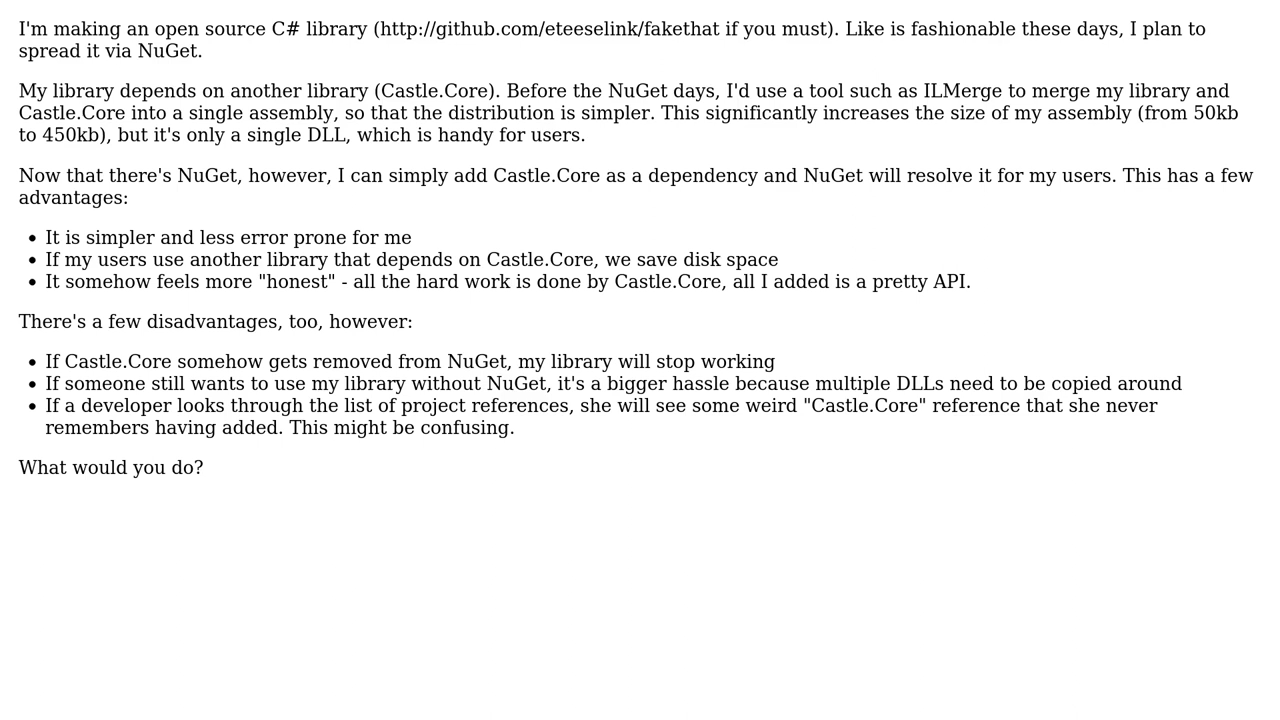 I'm making an open source C# library (http://github.com/eteeselink/fakethat if you must). Like is fashionable these days, I plan to
spread it via NuGet.
My library depends on another library (Castle.Core). Before the NuGet days, I'd use a tool such as ILMerge to merge my library and
Castle.Core into a single assembly, so that the distribution is simpler. This significantly increases the size of my assembly (from 50kb
to 450kb), but it's only a single DLL, which is handy for users.
Now that there's NuGet, however, I can simply add Castle.Core as a dependency and NuGet will resolve it for my users. This has a few
advantages:
• It is simpler and less error prone for me
• If my users use another library that depends on Castle.Core, we save disk space
• It somehow feels more "honest" - all the hard work is done by Castle.Core, all I added is a pretty API.
There's a few disadvantages, too, however:
• If Castle.Core somehow gets removed from NuGet, my library will stop working
• If someone still wants to use my library without NuGet, it's a bigger hassle because multiple DLLs need to be copied around
• If a developer looks through the list of project references, she will see some weird "Castle.Core" reference that she never
remembers having added. This might be confusing.
What would you do?